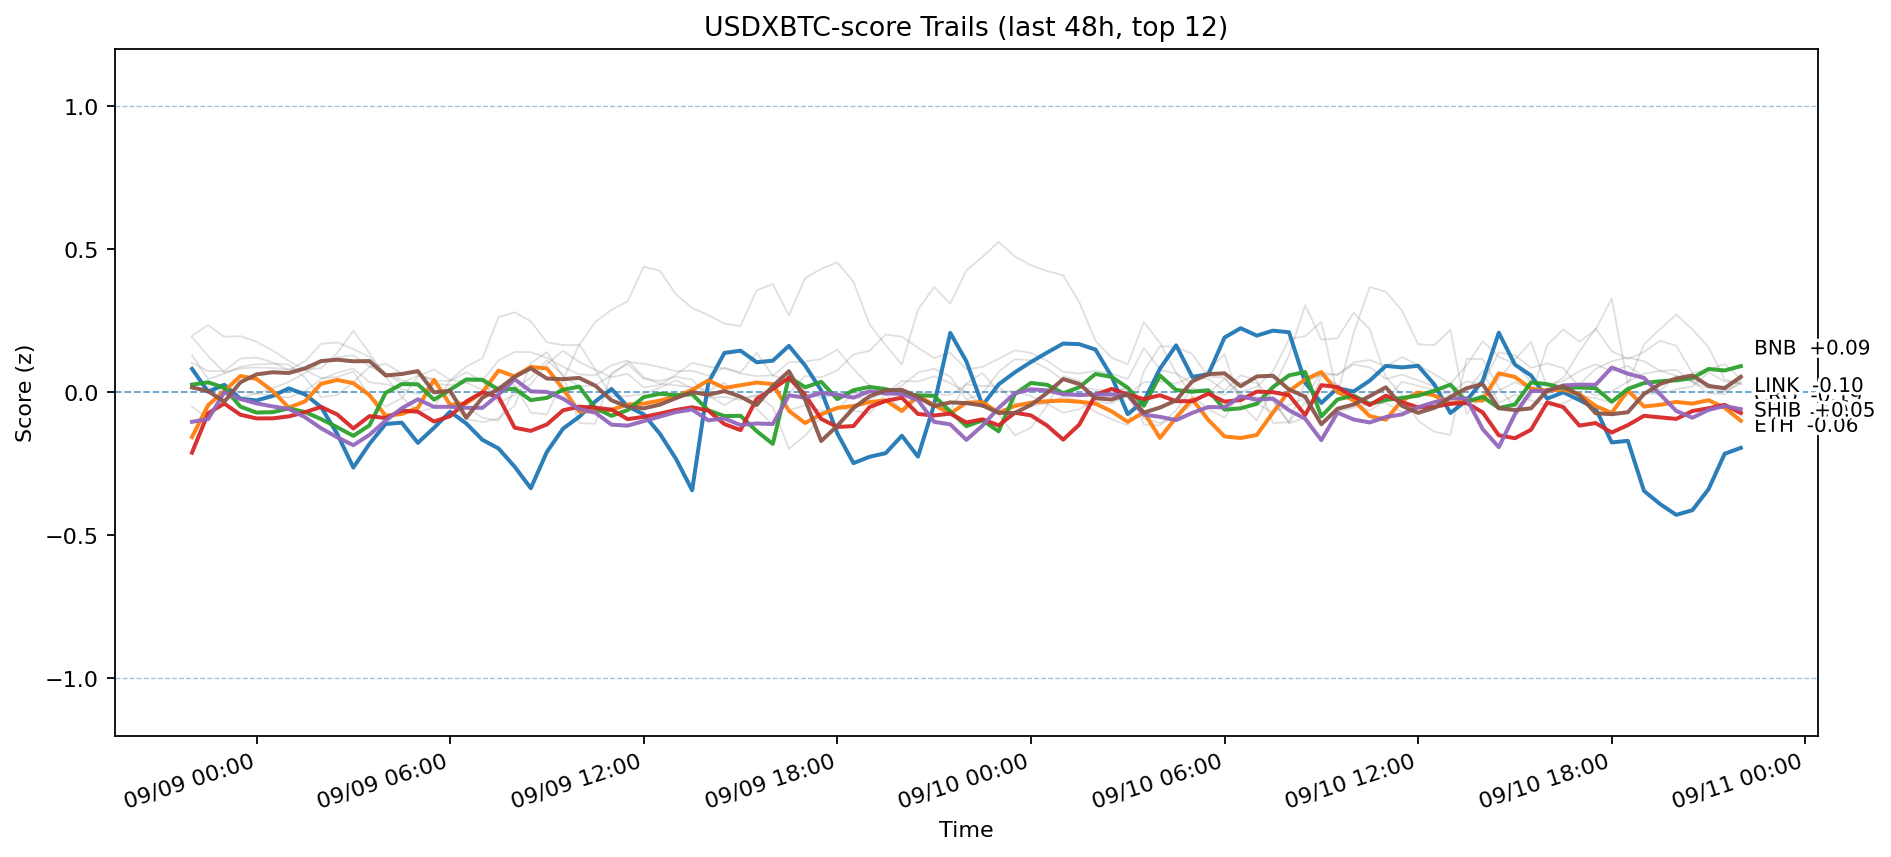 USDXBTC-score Trails (last 48h, top 12)
Score (z)
1.0
0.5
0.0
−0.5
−1.0
BNB +0.09
LINK -0.10
SHIB +0.05
ETH -0.06
09/09 00:00
09/09 06:00
09/09 12:00
09/09 18:00
09/10 00:00
09/10 06:00
09/10 12:00
09/10 18:00
09/11 00:00
Time